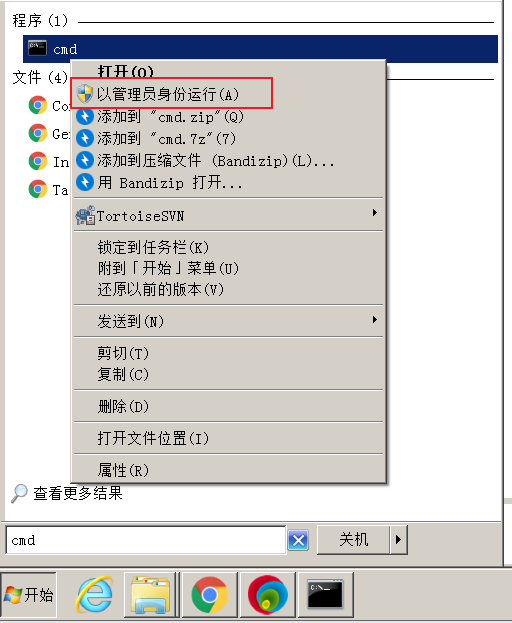 程序 (1)
cmd
文件 (4)
打开(O)
以管理员身份运行(A)
添加到 "cmd.zip"(Q)
添加到 "cmd.7z"(7)
添加到压缩文件 (Bandizip)(L)...
用 Bandizip 打开...
TortoiseSVN
锁定到任务栏(K)
附到「开始」菜单(U)
还原以前的版本(V)
发送到(N)
剪切(T)
复制(C)
删除(D)
打开文件位置(I)
属性(R)
查看更多结果
cmd
关机
开始